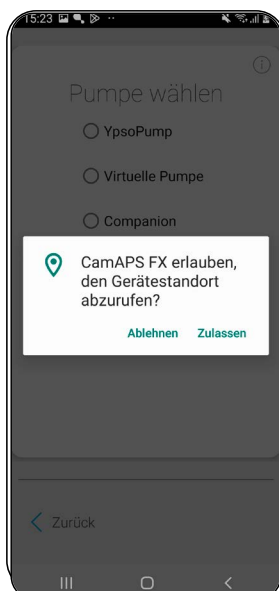 15:23
Pumpe wählen
YpsoPump
Virtuelle Pumpe
Companion
CamAPS FX erlauben,
den Gerätestandort
abzurufen?
Ablehnen Zulassen
Zurück